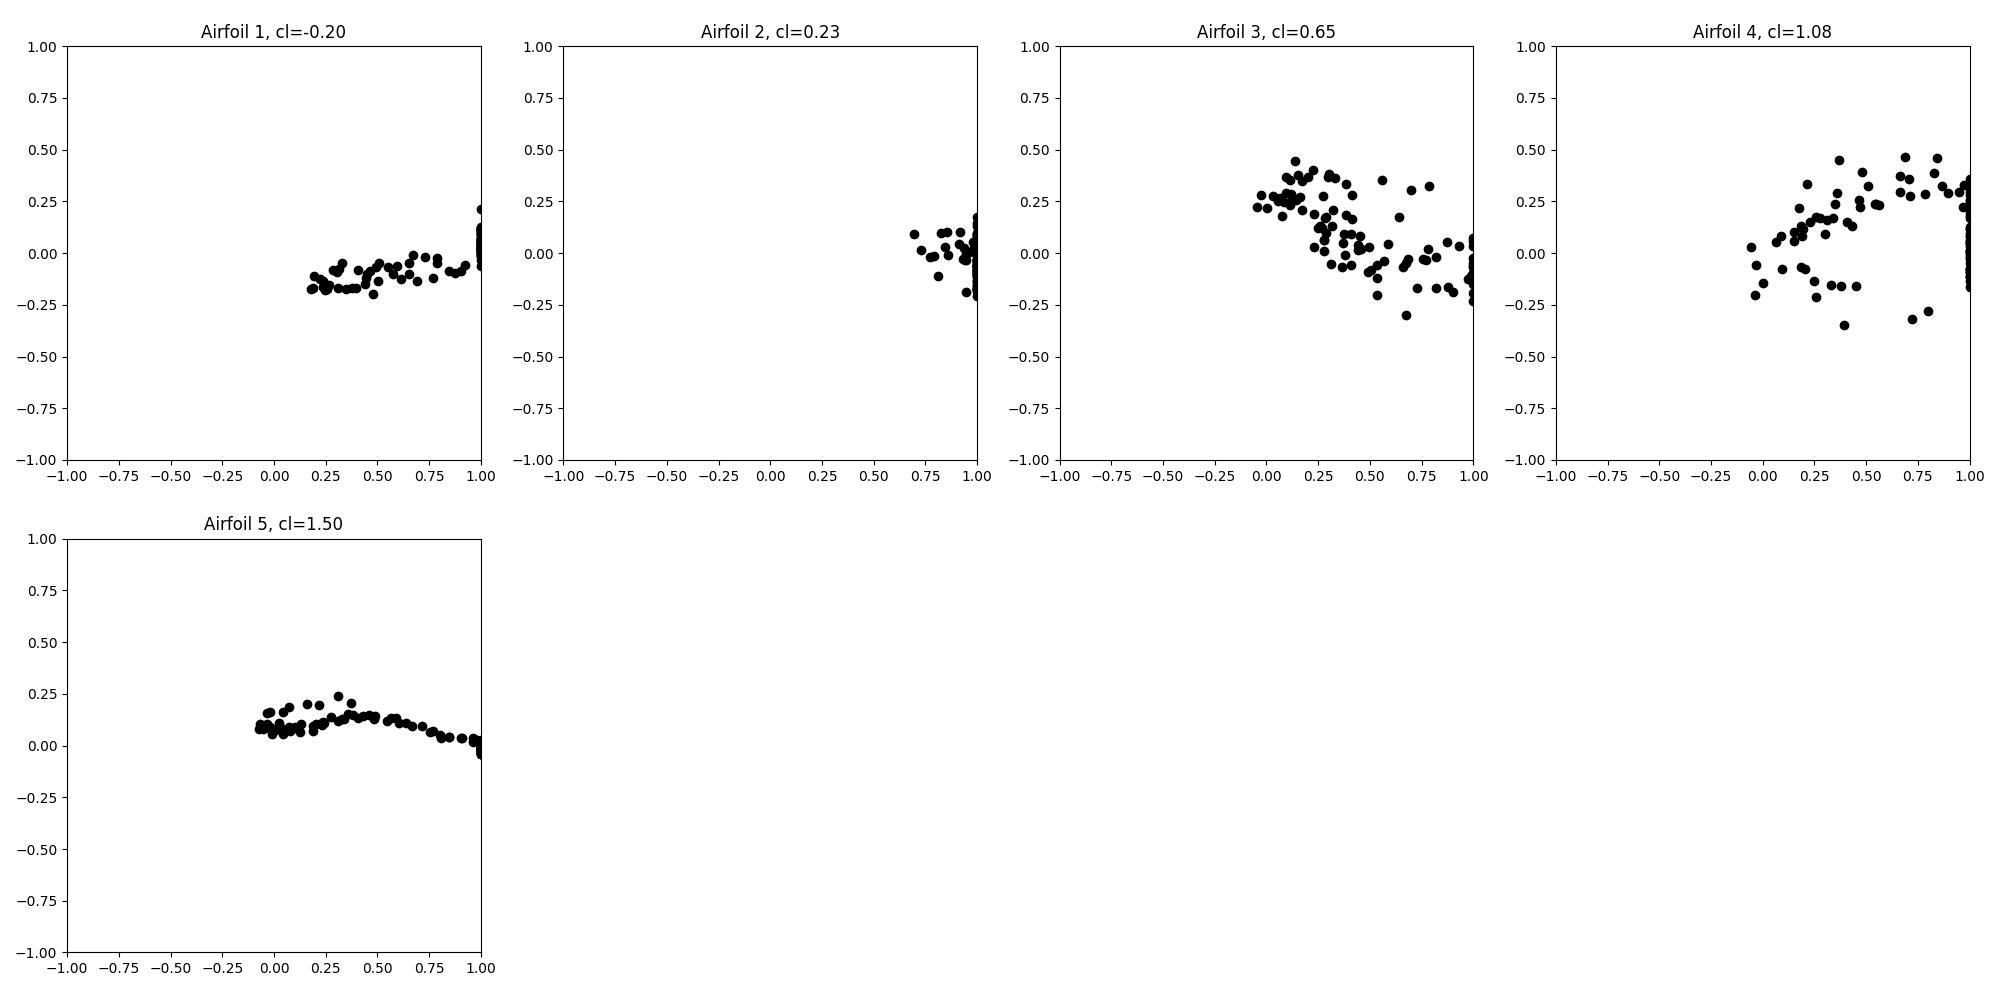 Airfoil 1, cl=-0.20
Airfoil 2, cl=0.23
Airfoil 3, cl=0.65
Airfoil 4, cl=1.08
1.00 1.00 1.00 1.00
0.75 0.75 0.75 0.75
0.50 0.50 0.50 0.50
0.25 0.25 0.25 0.25
0.00 0.00 0.00 0.00
−0.25 −0.25 −0.25 −0.25
−0.50 −0.50 −0.50 −0.50
−0.75 −0.75 −0.75 −0.75
−1.00 −1.00 −1.00 −1.00
−1.00 −0.75 −0.50 −0.25 0.00 0.25 0.50 0.75 1.00
−1.00 −0.75 −0.50 −0.25 0.00 0.25 0.50 0.75 1.00
−1.00 −0.75 −0.50 −0.25 0.00 0.25 0.50 0.75 1.00
−1.00 −0.75 −0.50 −0.25 0.00 0.25 0.50 0.75 1.00
Airfoil 5, cl=1.50
1.00
0.75
0.50
0.25
0.00
−0.25
−0.50
−0.75
−1.00
−1.00 −0.75 −0.50 −0.25 0.00 0.25 0.50 0.75 1.00